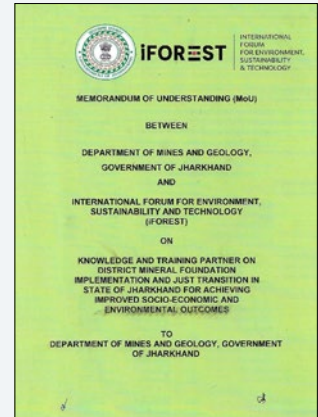 iFOREST
INTERNATIONAL
FORUM
FOR ENVIRONMENT,
SUSTAINABILITY
& TECHNOLOGY
MEMORANDUM OF UNDERSTANDING (MoU)
BETWEEN
DEPARTMENT OF MINES AND GEOLOGY,
GOVERNMENT OF JHARKHAND
AND
INTERNATIONAL FORUM FOR ENVIRONMENT,
SUSTAINABILITY AND TECHNOLOGY
(iFOREST)
ON
KNOWLEDGE AND TRAINING PARTNER ON
DISTRICT MINERAL FOUNDATION
IMPLEMENTATION AND JUST TRANSITION IN
STATE OF JHARKHAND FOR ACHIEVING
IMPROVED SOCIO-ECONOMIC AND
ENVIRONMENTAL OUTCOMES
TO
DEPARTMENT OF MINES AND GEOLOGY, GOVERNMENT
OF JHARKHAND